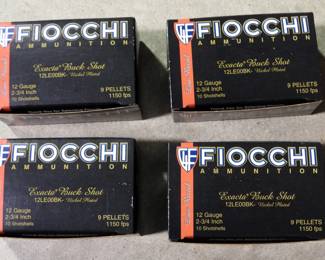 FIOCCHI
AMMUNITION
Exacta® Buck Shot
12LE00BK- Nickel Plated
12 Gauge
2-3/4 Inch
10 Shotshells
9 PELLETS
1150 fps
FIOCCHI
AMMUNITION
Exacta® Buck Shot
12LE00BK- Nickel Plated
12 Gauge
2-3/4 Inch
10 Shotshells
9 PELLETS
1150 fps
FIOCCHI
AMMUNITION
Exacta® Buck Shot
12LE00BK- Nickel Plated
12 Gauge
2-3/4 Inch
10 Shotshells
9 PELLETS
1150 fps
FIOCCHI
AMMUNITION
Exacta® Buck Shot
12LE00BK- Nickel Plated
12 Gauge
2-3/4 Inch
10 Shotshells
9 PELLETS
1150 fps